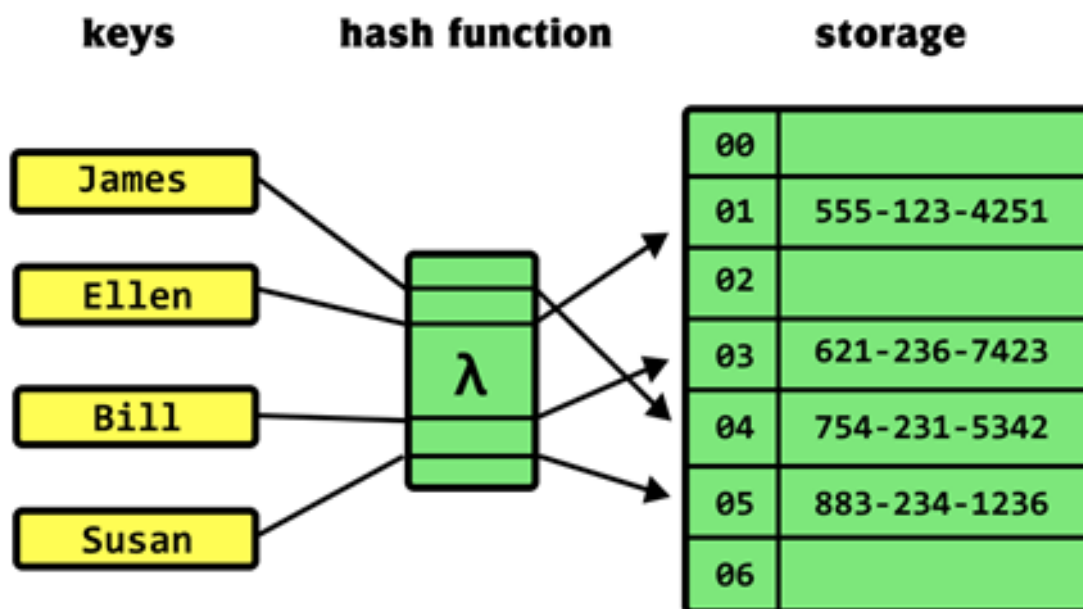 keys hash function storage
James
Ellen
Bill
Susan
λ
00
01 555-123-4251
02
03 621-236-7423
04 754-231-5342
05 883-234-1236
06